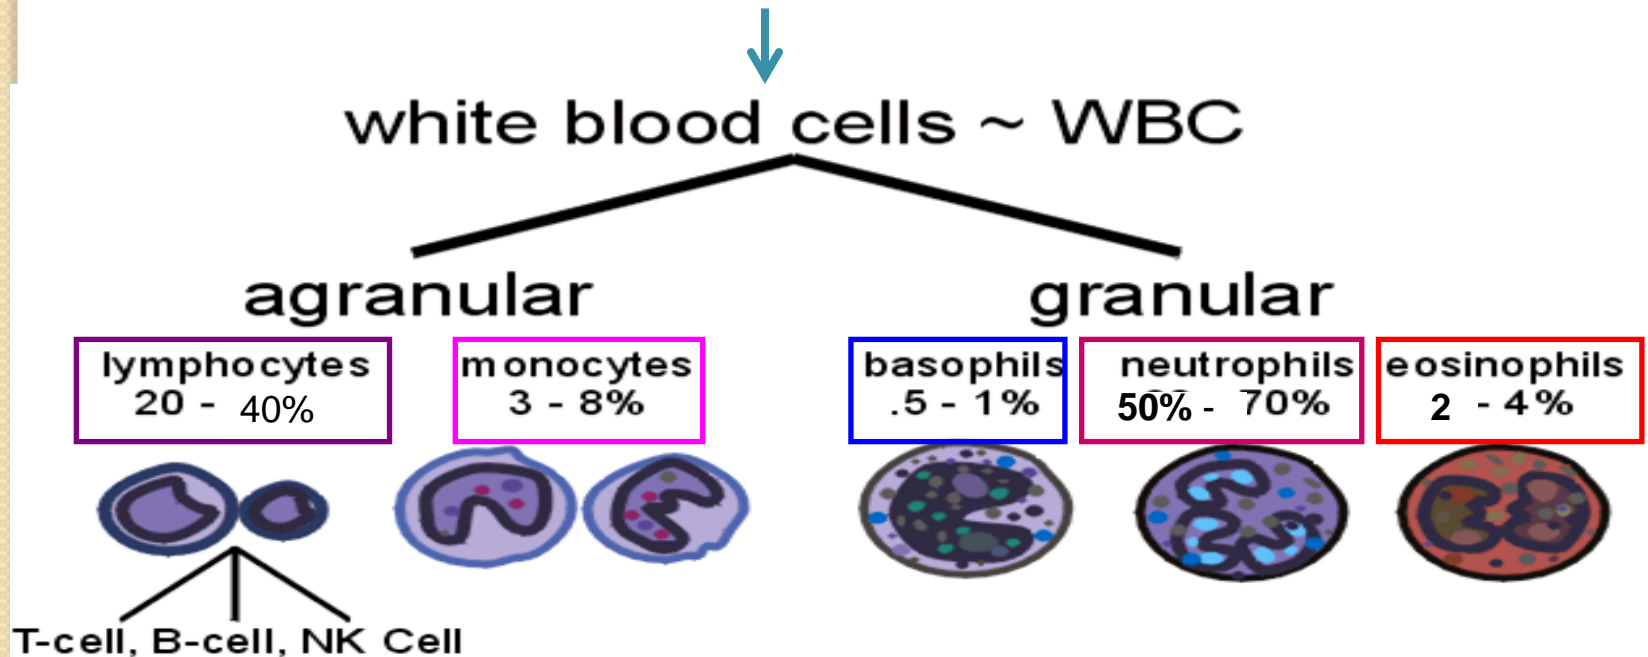 white blood cells ~ WBC
agranular granular
lymphocytes monocytes basophils neutrophils eosinophils
20 - 40% 3 - 8% .5 - 1% 50% - 70% 2 - 4%
T-cell, B-cell, NK Cell